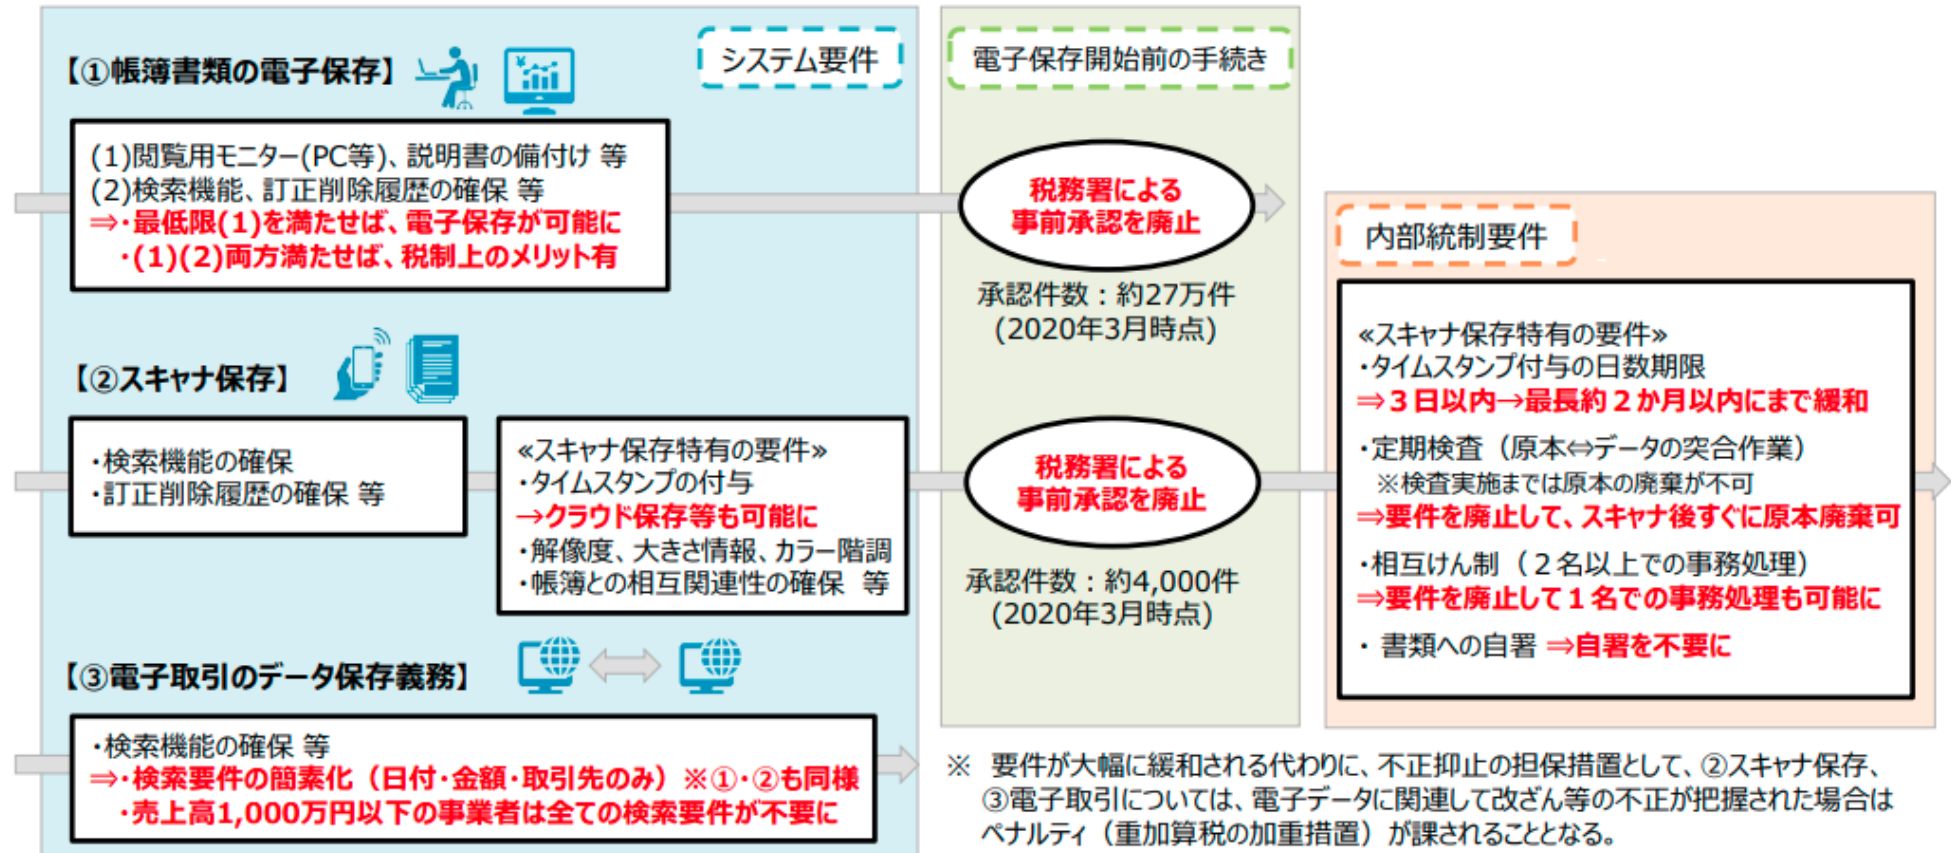 【①帳簿書類の電子保存】
システム要件
(1)閲覧用モニター(PC等)、説明書の備付け 等
(2)検索機能、訂正削除履歴の確保 等
⇒・最低限(1)を満たせば、電子保存が可能に
・(1)(2)両方満たせば、税制上のメリット有
【②スキャナ保存】
・検索機能の確保
・訂正削除履歴の確保 等
≪スキャナ保存特有の要件≫
・タイムスタンプの付与
→クラウド保存等も可能に
・解像度、大きさ情報、カラー階調
・帳簿との相互関連性の確保 等
【③電子取引のデータ保存義務】
・検索機能の確保 等
⇒・検索要件の簡素化（日付・金額・取引先のみ）※①・②も同様
・売上高1,000万円以下の事業者は全ての検索要件が不要に
電子保存開始前の手続き
税務署による
事前承認を廃止
承認件数：約27万件
(2020年3月時点)
税務署による
事前承認を廃止
承認件数：約4,000件
(2020年3月時点)
内部統制要件
≪スキャナ保存特有の要件≫
・タイムスタンプ付与の日数期限
⇒３日以内→最長約２か月以内にまで緩和
・定期検査（原本⇔データの突合作業）
※検査実施までは原本の廃棄が不可
⇒要件を廃止して、スキャナ後すぐに原本廃棄可
・相互けん制（２名以上での事務処理）
⇒要件を廃止して１名での事務処理も可能に
・ 書類への自署 ⇒自署を不要に
※ 要件が大幅に緩和される代わりに、不正抑止の担保措置として、②スキャナ保存、
③電子取引については、電子データに関連して改ざん等の不正が把握された場合は
ペナルティ（重加算税の加重措置）が課されることとなる。